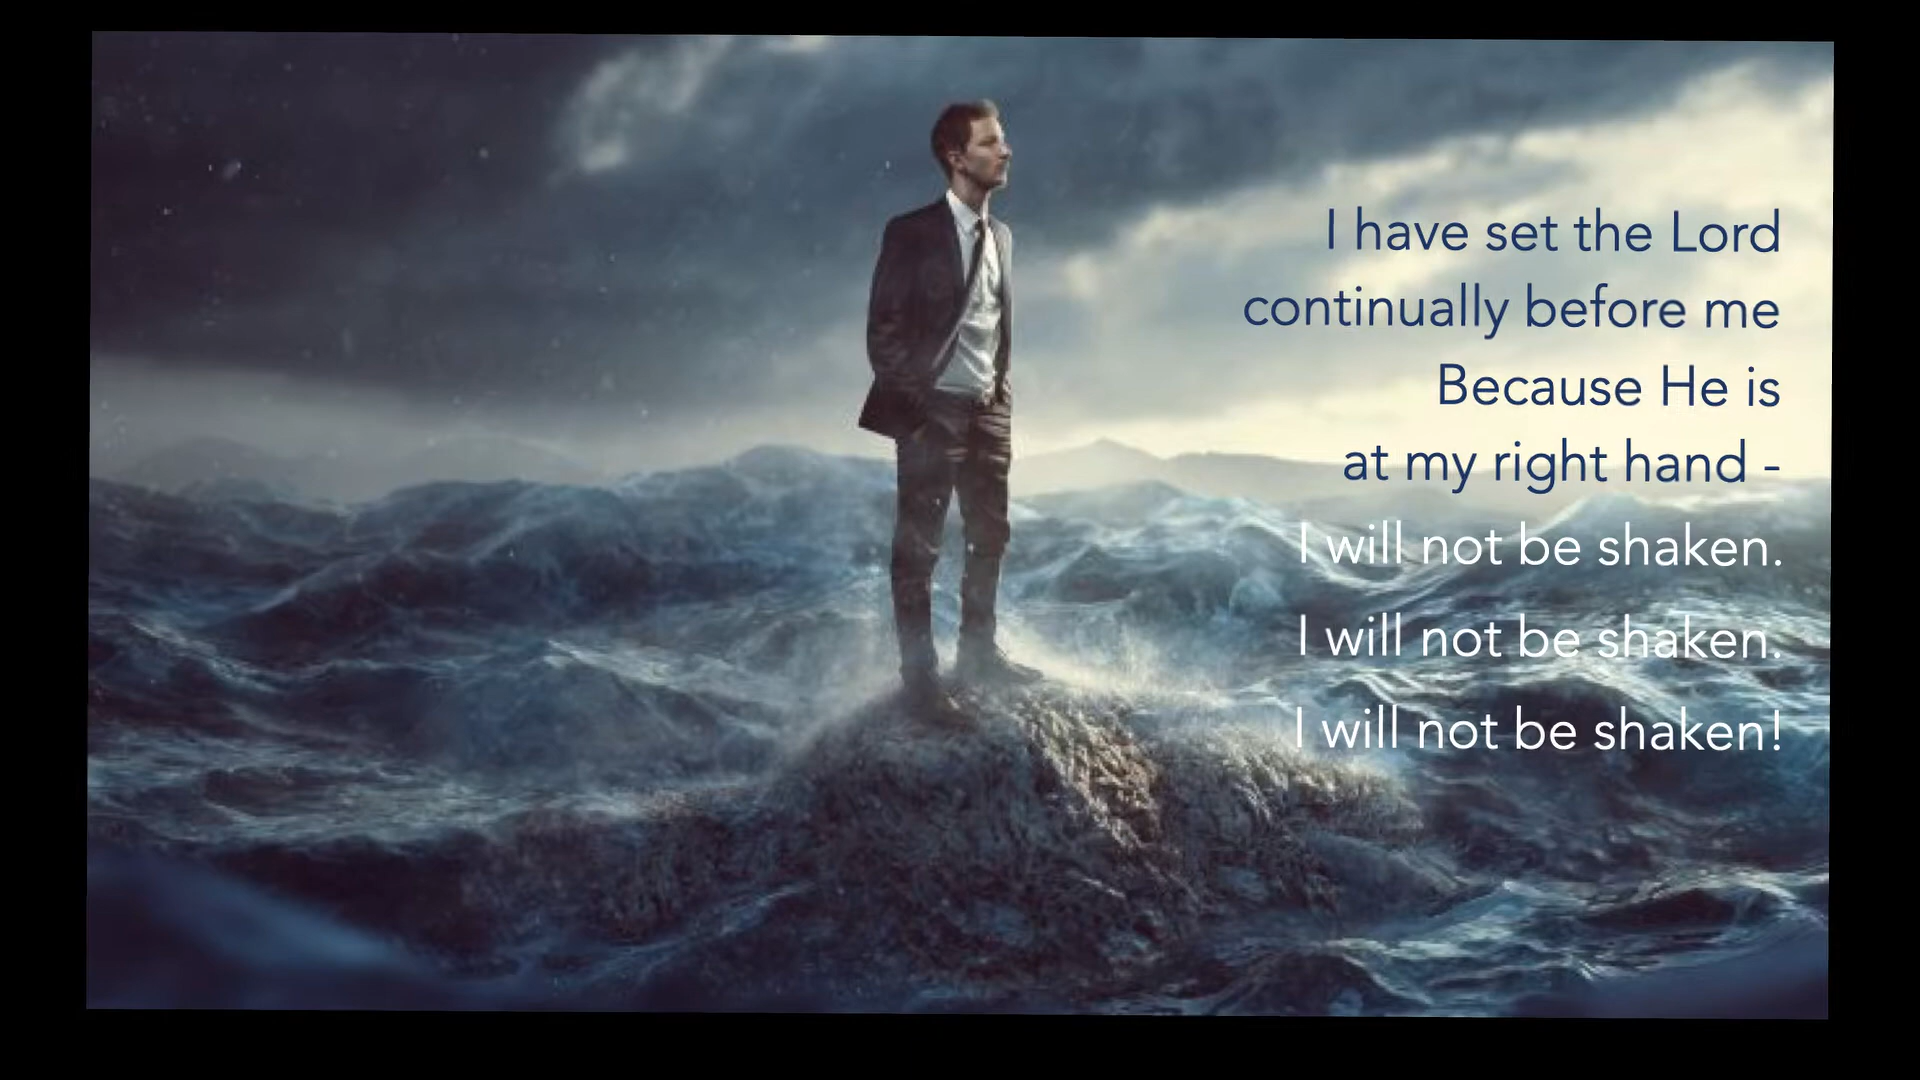 I have set the Lord
continually before me
Because He is
at my right hand -
I will not be shaken.
I will not be shaken.
I will not be shaken!